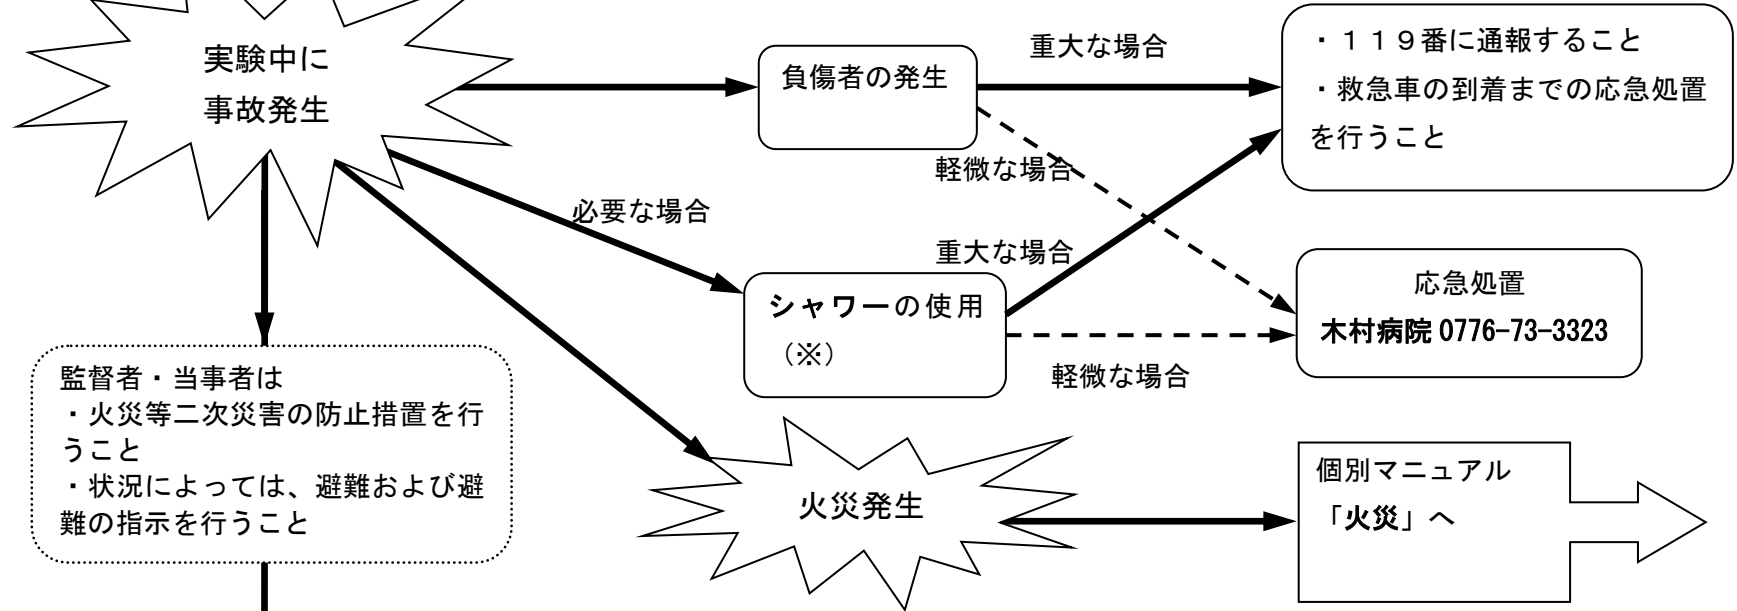 実験中に
事故発生
負傷者の発生
重大な場合
・１１９番に通報すること
・救急車の到着までの応急処置
を行うこと
軽微な場合
必要な場合
重大な場合
シャワーの使用
（※）
軽微な場合
応急処置
木村病院 0776-73-3323
監督者・当事者は
・火災等二次災害の防止措置を行
うこと
・状況によっては、避難および避
難の指示を行うこと
火災発生
個別マニュアル
「火災」へ